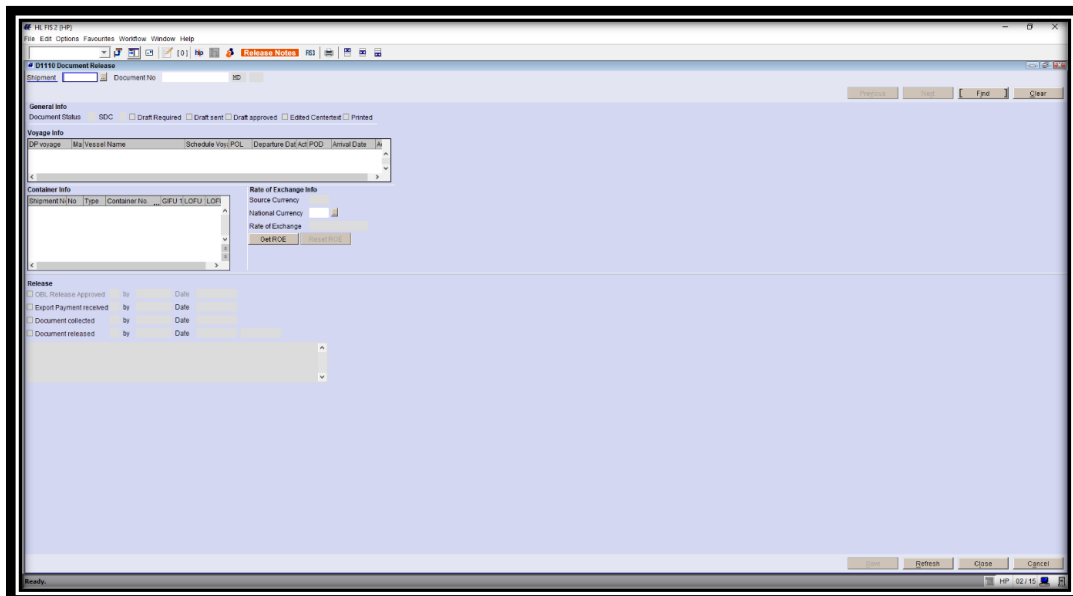 HL FIS 2 (HP)
File Edit Options Favourites Workflow Window Help
[0] hip Release Notes FS3
D1110 Document Release
Shipment Document No HD
Previous Next [ Find ] Clear
General Info
Document Status SDC Draft Required Draft sent Draft approved Edited Centertext Printed
Voyage Info
DP voyage Ma Vessel Name Schedule Voya POL Departure Dat Act POD Arrival Date
Container Info Rate of Exchange Info
Shipment No No Type Container No. ... GIFU 1 LOFU LOFI Source Currency
National Currency
Rate of Exchange
Get ROE Reset ROE
Release
OBL Release Approved by Date
Export Payment received by Date
Document collected by Date
Document released by Date
Save Refresh Close Cancel
Ready. HP 02 / 15